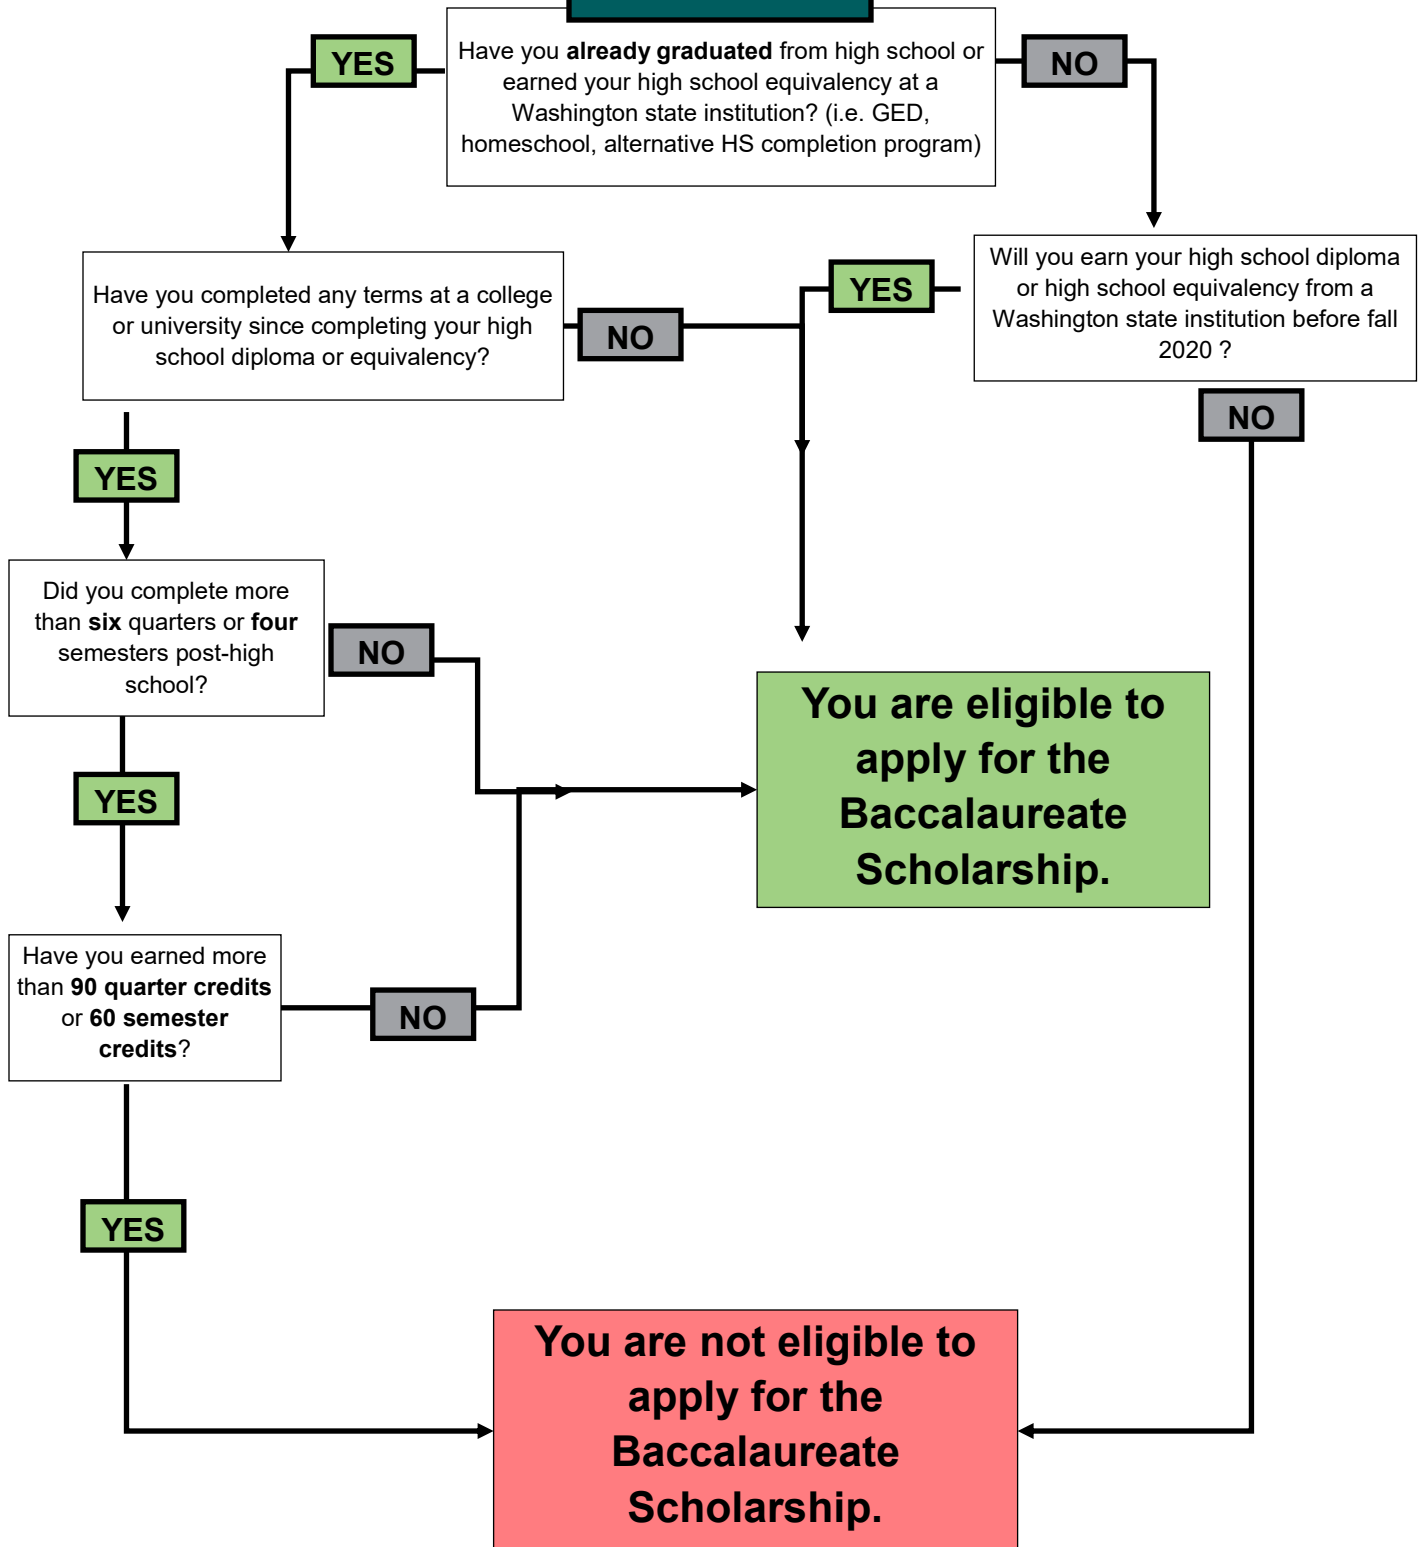 YES
Have you already graduated from high school or
earned your high school equivalency at a
Washington state institution? (i.e. GED,
homeschool, alternative HS completion program)
NO
Have you completed any terms at a college
or university since completing your high
school diploma or equivalency?
NO
YES
Will you earn your high school diploma
or high school equivalency from a
Washington state institution before fall
2020 ?
NO
YES
Did you complete more
than six quarters or four
semesters post-high
school?
NO
YES
You are eligible to
apply for the
Baccalaureate
Scholarship.
Have you earned more
than 90 quarter credits
or 60 semester
credits?
NO
YES
You are not eligible to
apply for the
Baccalaureate
Scholarship.